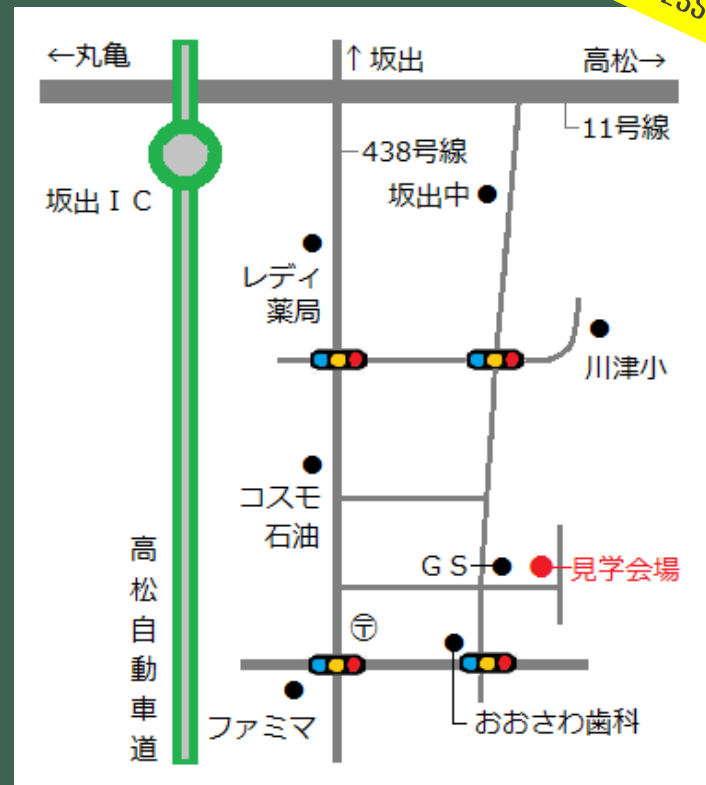 ESS
←丸亀
↑坂出
高松→
11号線
438号線
坂出中
坂出ＩＣ
レディ
薬局
川津小
コスモ
石油
ＧＳ
見学会場
高松自動車道
〒
ファミマ
おおさわ歯科